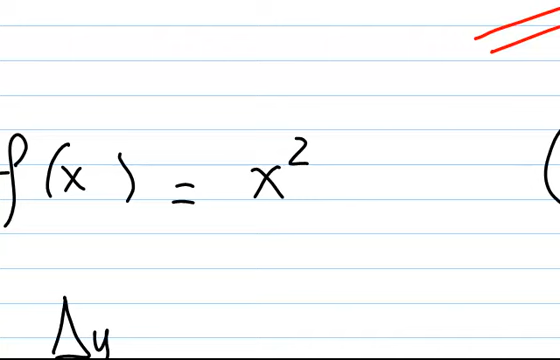 f(x) = x²
Δy